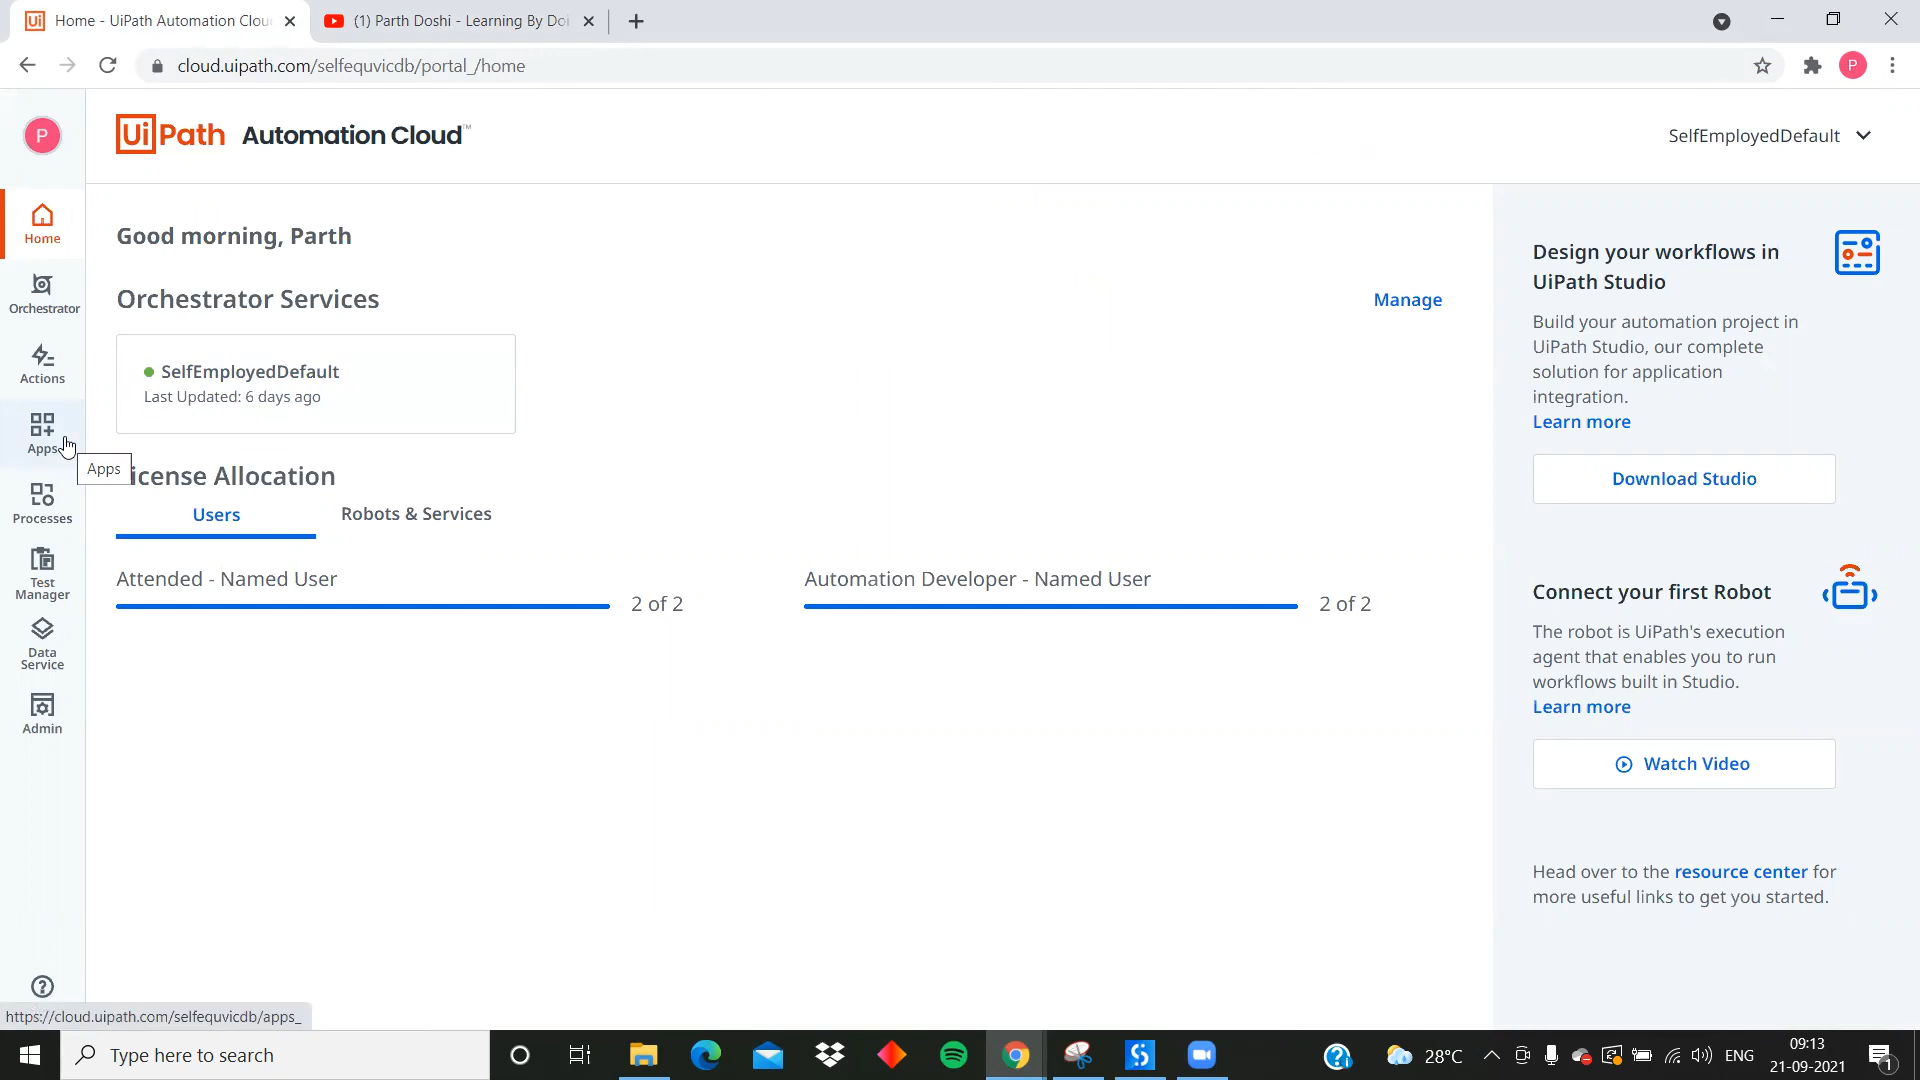 Home - UiPath Automation Clou
(1) Parth Doshi - Learning By Doi
cloud.uipath.com/selfequvicdb/portal_/home
P
P
UiPath Automation Cloud™
SelfEmployedDefault
Home
Orchestrator
Actions
Apps
Apps
Processes
Test
Manager
Data
Service
Admin
Good morning, Parth
Orchestrator Services
Manage
SelfEmployedDefault
Last Updated: 6 days ago
icense Allocation
Users
Robots & Services
Attended - Named User
2 of 2
Automation Developer - Named User
2 of 2
Design your workflows in
UiPath Studio
Build your automation project in
UiPath Studio, our complete
solution for application
integration.
Learn more
Download Studio
Connect your first Robot
The robot is UiPath's execution
agent that enables you to run
workflows built in Studio.
Learn more
Watch Video
Head over to the resource center for
more useful links to get you started.
https://cloud.uipath.com/selfequvicdb/apps_
Type here to search
28°C
ENG
09:13
21-09-2021
1